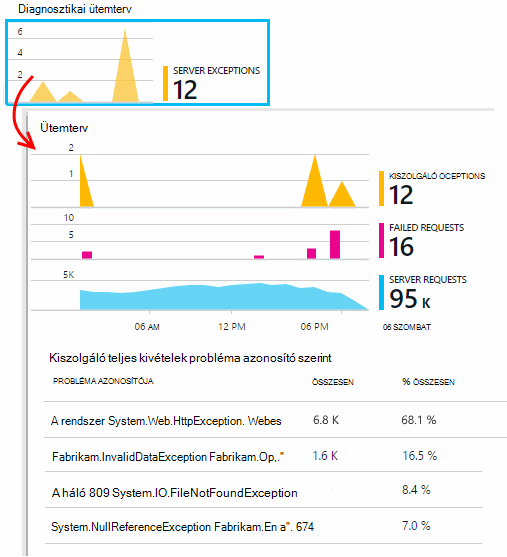 Diagnosztikai ütemterv
6
4
2
SERVER EXCEPTIONS
12
Ütemterv
2
1
KISZOLGÁLÓ OCEPTIONS
12
10
5
FAILED REQUESTS
16
5K
SERVER REQUESTS
95 K
06 AM 12 PM 06 PM 06 SZOMBAT
Kiszolgáló teljes kivételek probléma azonosító szerint
PROBLÉMA AZONOSÍTÓJA ÖSSZESEN % ÖSSZESEN
A rendszer System.Web.HttpException. Webes 6.8 K 68.1 %
Fabrikam.InvalidDataException Fabrikam.Op,." 1.6 K 16.5 %
A háló 809 System.IO.FileNotFoundException 8.4 %
System.NullReferenceException Fabrikam.En a". 674 7.0 %